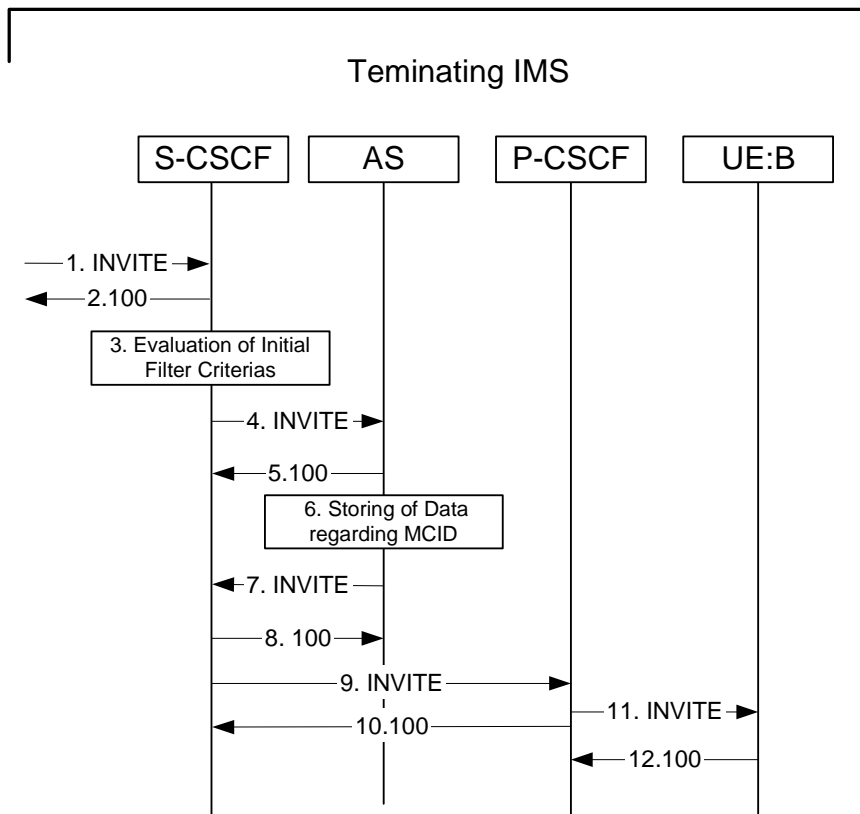 Teminating IMS
S-CSCF
AS
P-CSCF
UE:B
1. INVITE
2.100
3. Evaluation of Initial
Filter Criterias
4. INVITE
5.100
6. Storing of Data
regarding MCID
7. INVITE
8. 100
9. INVITE
11. INVITE
10.100
12.100